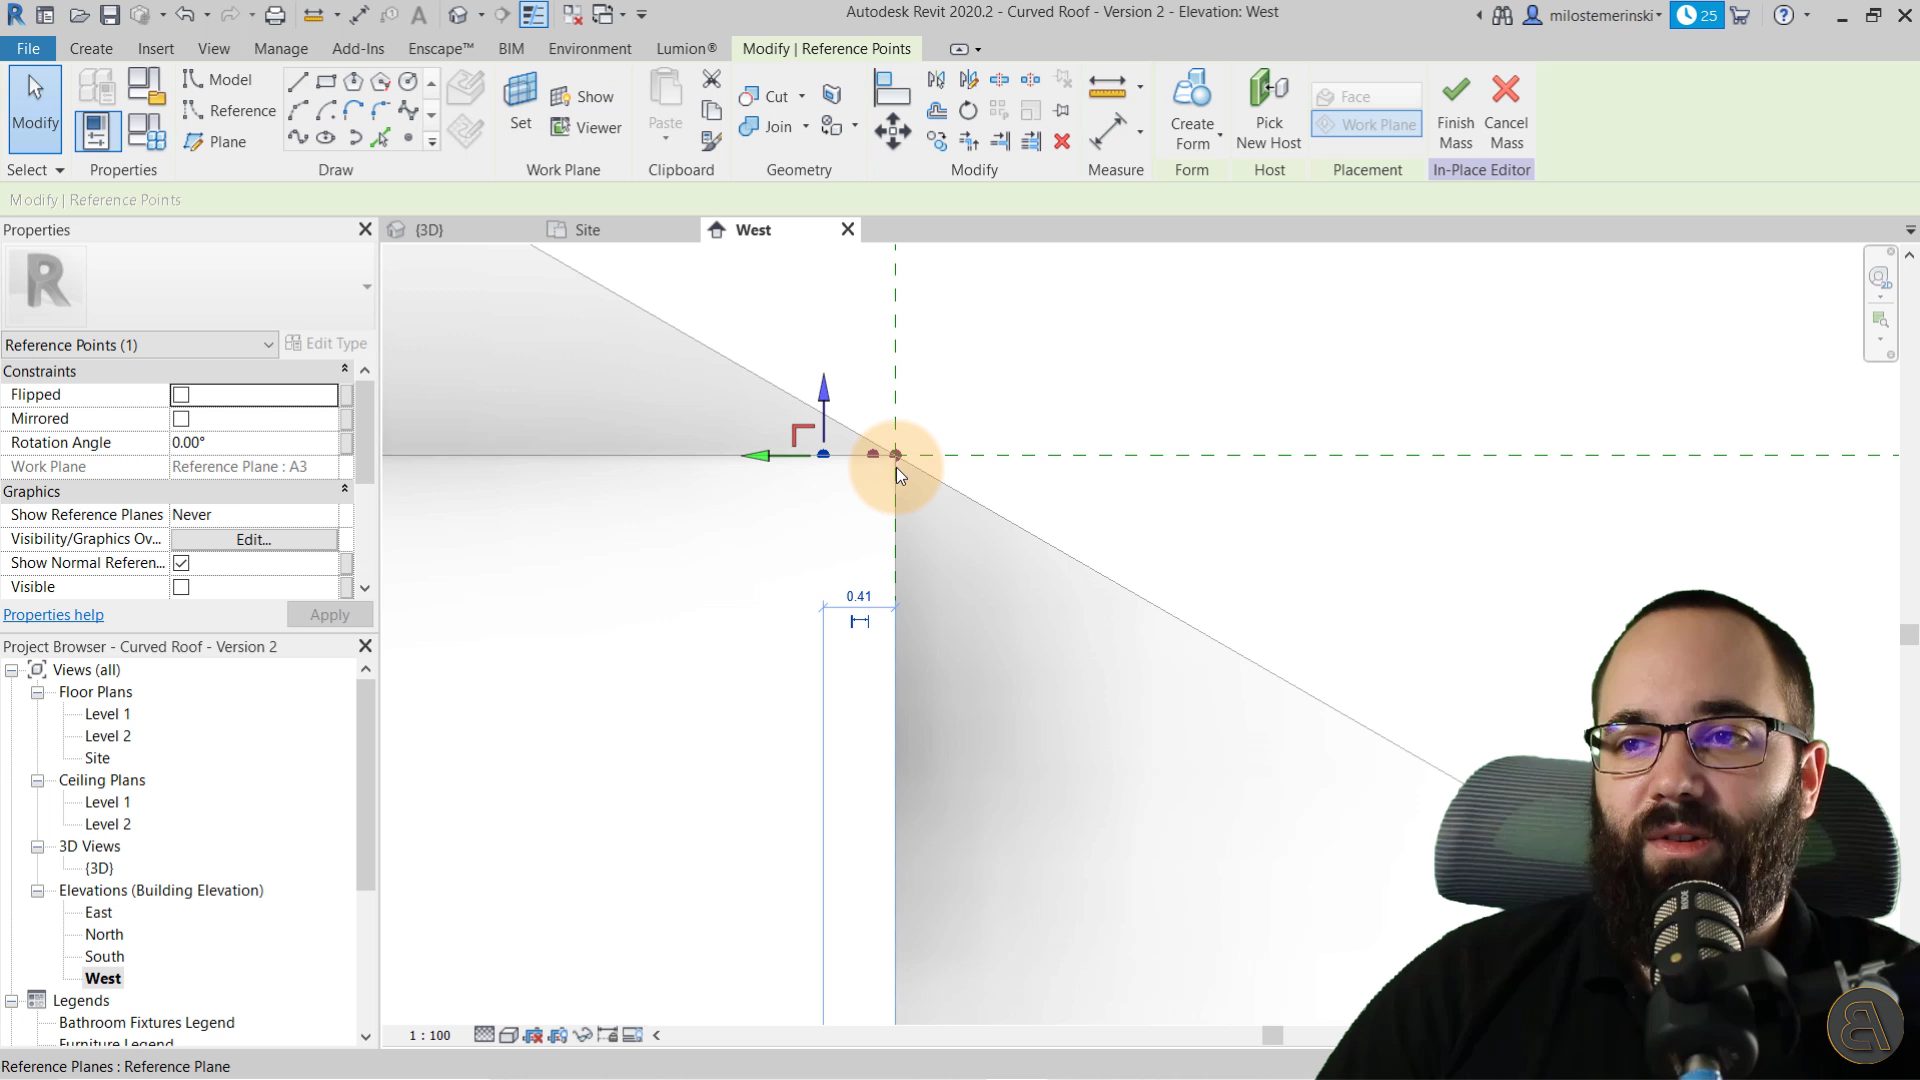 Autodesk Revit 2020.2 - Curved Roof - Version 2 - Elevation: West
milostemerinski
25
File
Create
Insert
View
Manage
Add-Ins
Enscape™
BIM
Environment
Lumion®
Modify | Reference Points
Modify
Model
Reference
Plane
Set
Show
Viewer
Paste
Cut
Join
Create Form
Pick New Host
Face
Work Plane
Finish Mass
Cancel Mass
Select
Properties
Draw
Work Plane
Clipboard
Geometry
Modify
Measure
Form
Host
Placement
In-Place Editor
Modify | Reference Points
Properties
{3D}
Site
West
R
Reference Points (1)
Edit Type
Constraints
Flipped
Mirrored
Rotation Angle 0.00°
Work Plane Reference Plane : A3
Graphics
Show Reference Planes Never
Visibility/Graphics Ov... Edit...
Show Normal Referen...
Visible
Properties help
Apply
Project Browser - Curved Roof - Version 2
Views (all)
Floor Plans
Level 1
Level 2
Site
Ceiling Plans
Level 1
Level 2
3D Views
{3D}
Elevations (Building Elevation)
East
North
South
West
Legends
Bathroom Fixtures Legend
Furniture Legend
0.41
1 : 100
2D
RODE
Reference Planes : Reference Plane